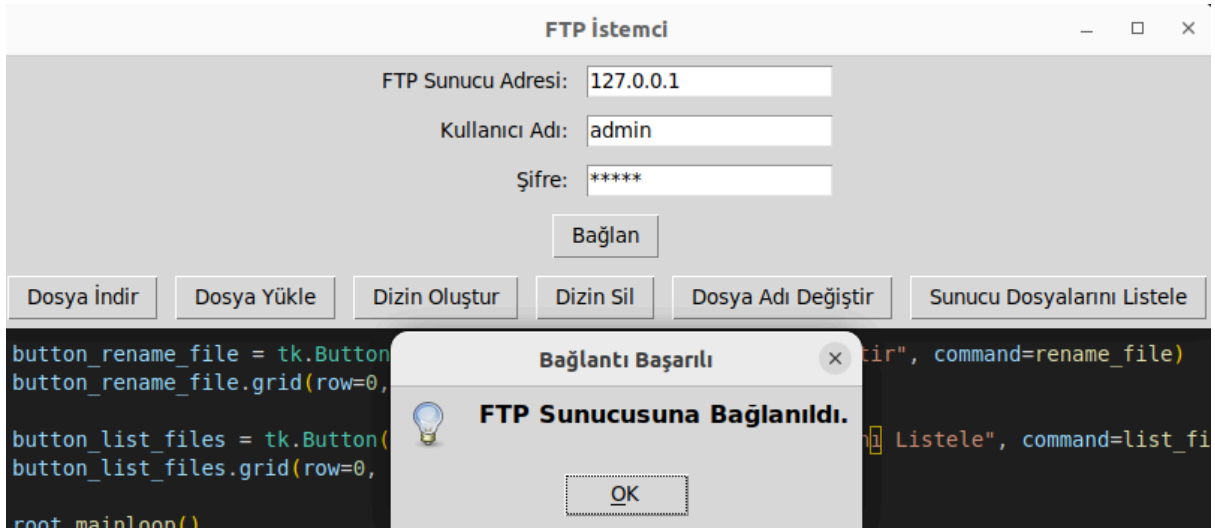 FTP İstemci
FTP Sunucu Adresi: 127.0.0.1
Kullanıcı Adı: admin
Şifre: *****
Bağlan
Dosya İndir Dosya Yükle Dizin Oluştur Dizin Sil Dosya Adı Değiştir Sunucu Dosyalarını Listele
button_rename_file = tk.Button tir", command=rename_file)
button_rename_file.grid(row=0,
Bağlantı Başarılı
FTP Sunucusuna Bağlanıldı.
OK
button_list_files = tk.Button( nı Listele", command=list_fi
button_list_files.grid(row=0,
root.mainloop()